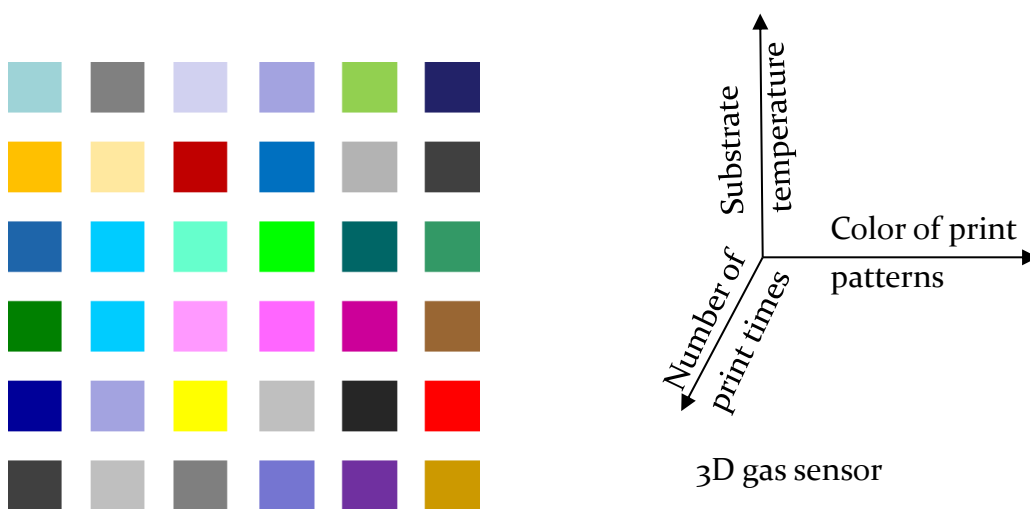 Substrate
temperature
Color of print
patterns
Number of
print times
3D gas sensor